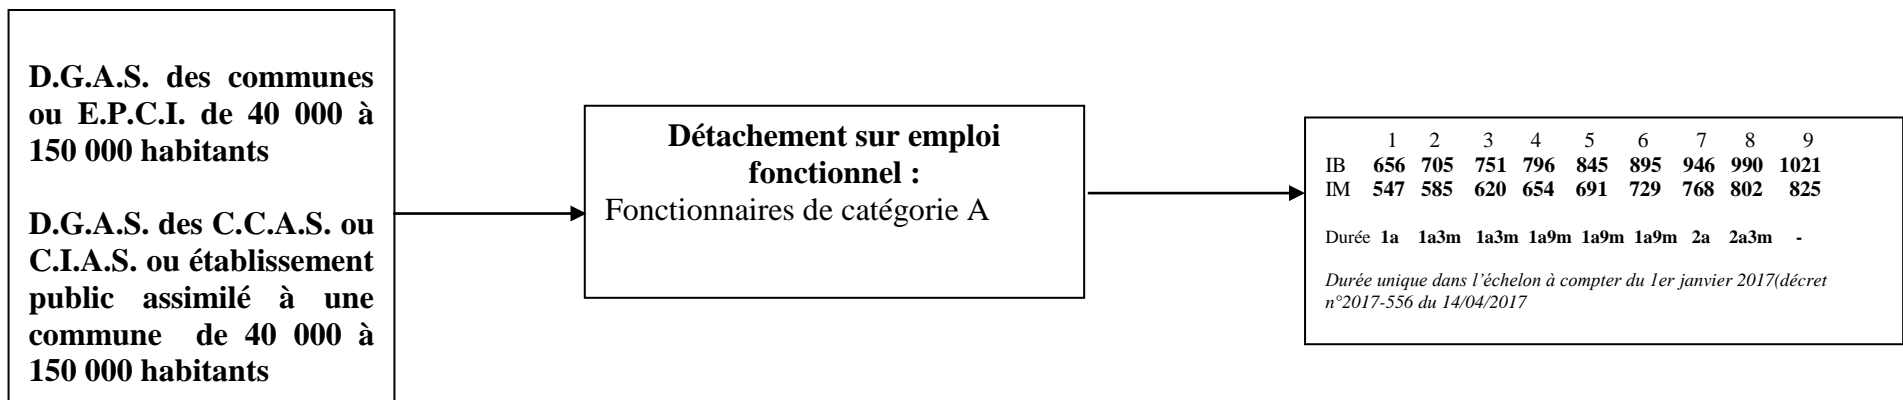 D.G.A.S. des communes
ou E.P.C.I. de 40 000 à
150 000 habitants
D.G.A.S. des C.C.A.S. ou
C.I.A.S. ou établissement
public assimilé à une
commune de 40 000 à
150 000 habitants
Détachement sur emploi
fonctionnel :
Fonctionnaires de catégorie A
1 2 3 4 5 6 7 8 9
IB 656 705 751 796 845 895 946 990 1021
IM 547 585 620 654 691 729 768 802 825
Durée 1a 1a3m 1a3m 1a9m 1a9m 1a9m 2a 2a3m -
Durée unique dans l'échelon à compter du 1er janvier 2017(décret
n°2017-556 du 14/04/2017